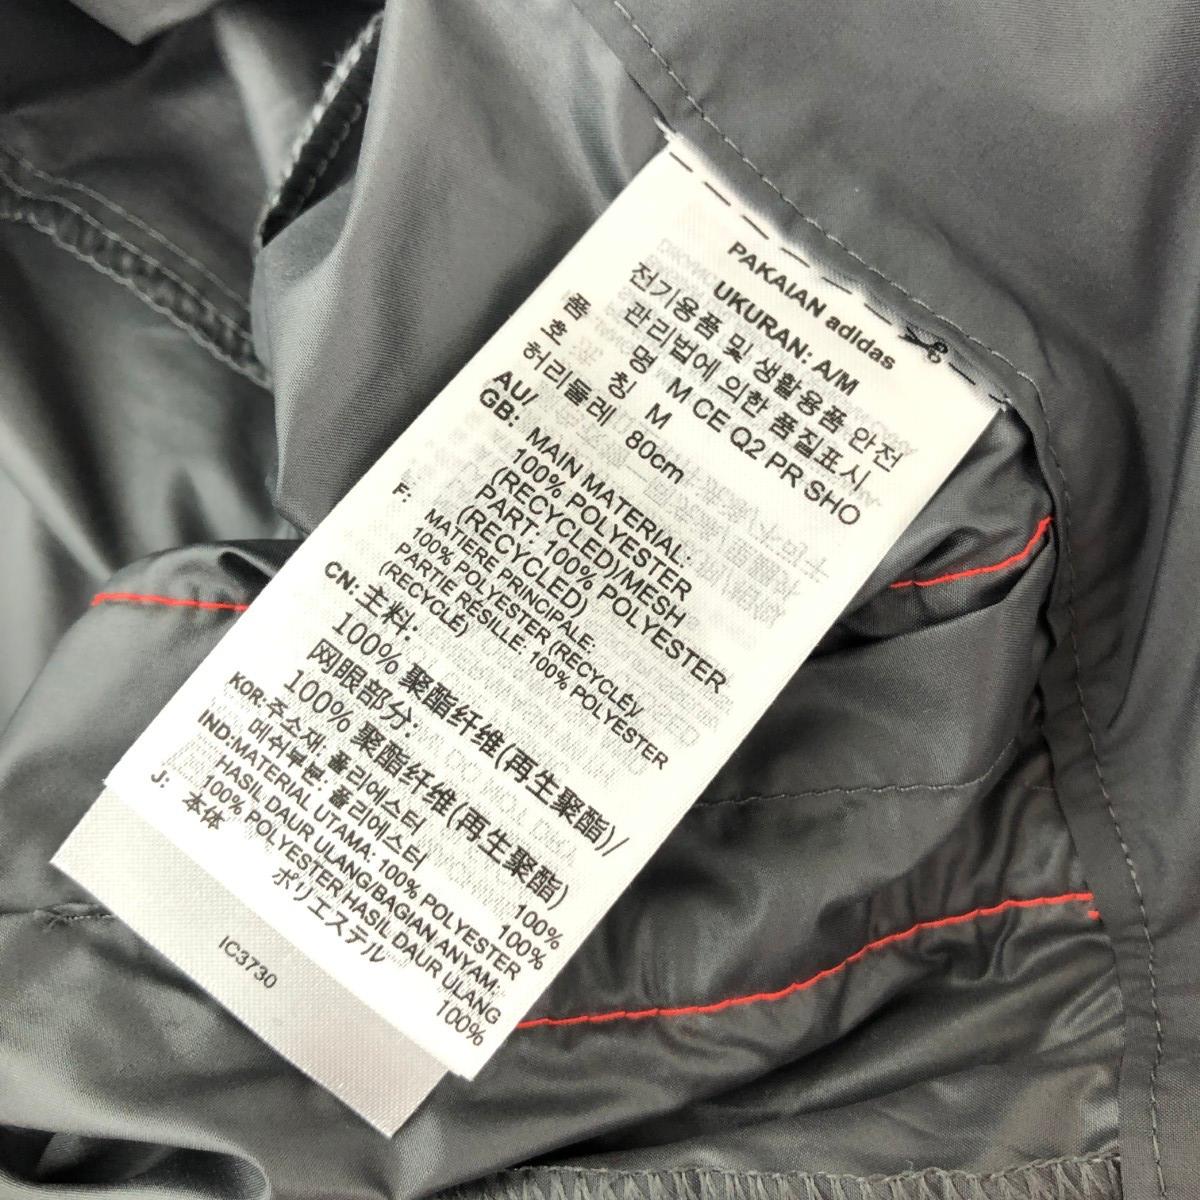 PAKAIAN adidas
UKURAN: A/M
전기용품 및 생활용품 안전
관리법에 의한 품질표시
품 명 M CE Q2 PR SHO
호 칭 M
허리둘레 80cm
AU/
GB: MAIN MATERIAL:
100% POLYESTER
(RECYCLED)/MESH
PART, 100% POLYESTER
(RECYCLED)
F: MATIERE PRINCIPALE:
100% POLYESTER (RECYCLÉ)/
PARTIE RÉSILLE: 100% POLYESTER
(RECYCLÉ)
CN: 主料:
100% 聚酯纤维(再生聚酯)/
网眼部分:
100% 聚酯纤维(再生聚酯)
KOR: 주소재: 폴리에스터 100%
메쉬부분: 폴리에스터 100%
IND:MATERIAL UTAMA: 100% POLYESTER
HASIL DAUR ULANG/BAGIAN ANYAM:
100% POLYESTER HASIL DAUR ULANG
J: 本体
ポリエステル 100%
IC3730